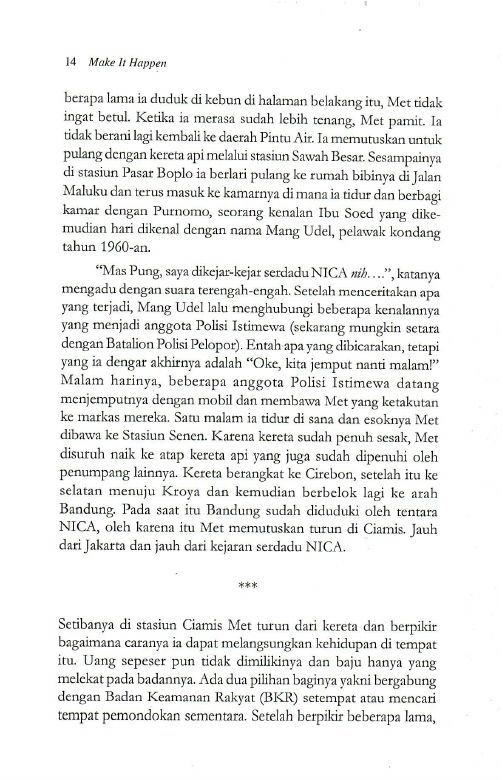 14 Make It Happen
berapa lama ia duduk di kebun di halaman belakang itu, Met tidak
ingat betul. Ketika ia merasa sudah lebih tenang, Met pamit. Ia
tidak berani lagi kembali ke daerah Pintu Air. Ia memutuskan untuk
pulang dengan kereta api melalui stasiun Sawah Besar. Sesampainya
di stasiun Pasar Boplo ia berlari pulang ke rumah bibinya di Jalan
Maluku dan terus masuk ke kamarnya di mana ia tidur dan berbagi
kamar dengan Purnomo, seorang kenalan Ibu Soed yang dike-
mudian hari dikenal dengan nama Mang Udel, pelawak kondang
tahun 1960-an.
“Mas Pung, saya dikejar-kejar serdadu NICA nih....”, katanya
mengadu dengan suara terengah-engah. Setelah menceritakan apa
yang terjadi, Mang Udel lalu menghubungi beberapa kenalannya
yang menjadi anggota Polisi Istimewa (sekarang mungkin setara
dengan Batalion Polisi Pelopor). Entah apa yang dibicarakan, tetapi
yang ia dengar akhirnya adalah “Oke, kita jemput nanti malam!”
Malam harinya, beberapa anggota Polisi Istimewa datang
menjemputnya dengan mobil dan membawa Met yang ketakutan
ke markas mereka. Satu malam ia tidur di sana dan esoknya Met
dibawa ke Stasiun Senen. Karena kereta sudah penuh sesak, Met
disuruh naik ke atap kereta api yang juga sudah dipenuhi oleh
penumpang lainnya. Kereta berangkat ke Cirebon, setelah itu ke
selatan menuju Kroya dan kemudian berbelok lagi ke arah
Bandung. Pada saat itu Bandung sudah diduduki oleh tentara
NICA, oleh karena itu Met memutuskan turun di Ciamis. Jauh
dari Jakarta dan jauh dari kejaran serdadu NICA.
***
Setibanya di stasiun Ciamis Met turun dari kereta dan berpikir
bagaimana caranya ia dapat melangsungkan kehidupan di tempat
itu. Uang sepeser pun tidak dimilikinya dan baju hanya yang
melekat pada badannya. Ada dua pilihan baginya yakni bergabung
dengan Badan Keamanan Rakyat (BKR) setempat atau mencari
tempat pemondokan sementara. Setelah berpikir beberapa lama,